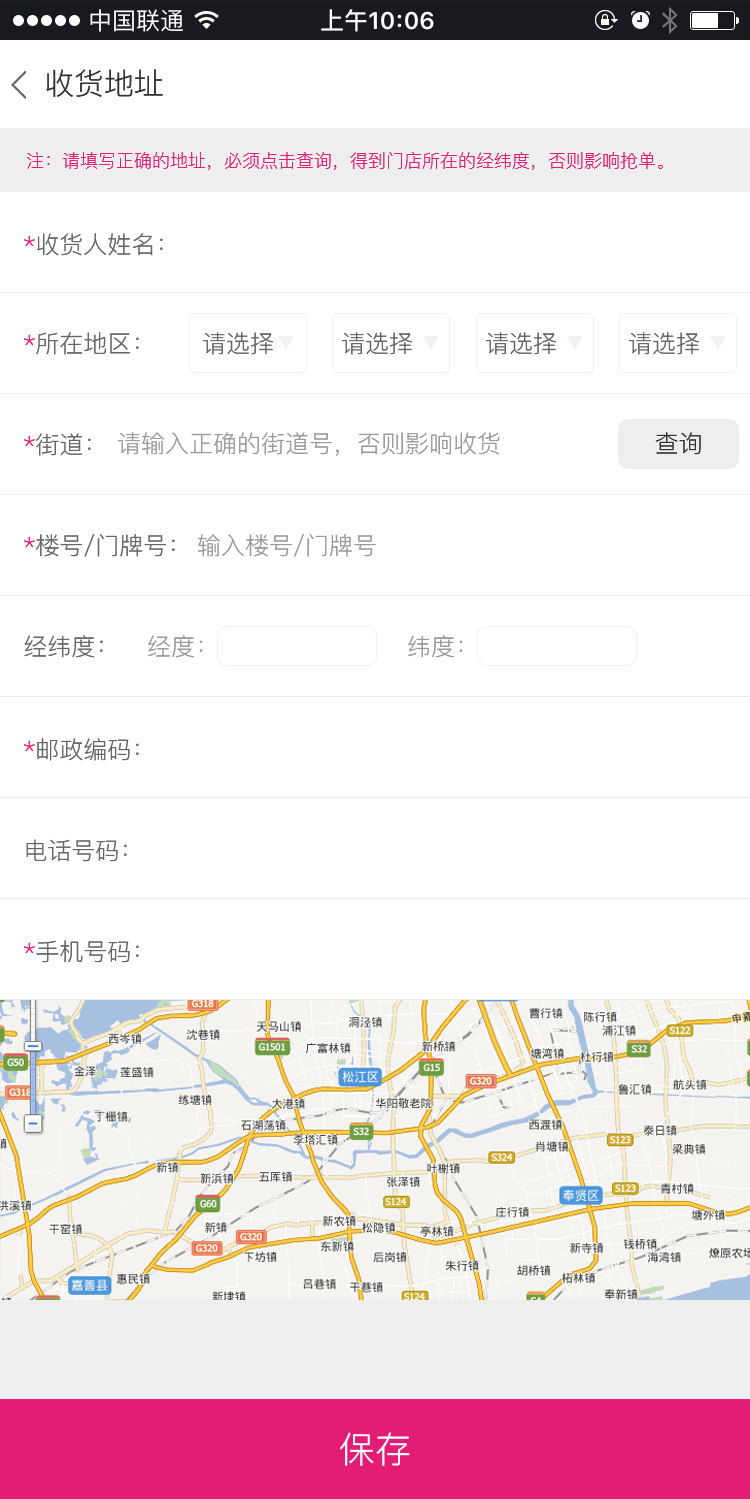 中国联通 上午10:06
收货地址
注：请填写正确的地址，必须点击查询，得到门店所在的经纬度，否则影响抢单。
*收货人姓名：
*所在地区： 请选择 请选择 请选择 请选择
*街道： 请输入正确的街道号，否则影响收货 查询
*楼号/门牌号： 输入楼号/门牌号
经纬度： 经度： 纬度：
*邮政编码：
电话号码：
*手机号码：
G318
曹行镇
陈行镇
天马山镇
洞泾镇
浦江镇
S122
西岑镇
沈巷镇
G1501
广富林镇
新桥镇
塘湾镇
杜行镇
S32
G50
金泽
莲盛镇
松江区
G15
G320
鲁汇镇
航头镇
G318
练塘镇
大港镇
华阳敬老院
丁栅镇
石湖荡镇
李塔汇镇
S32
西渡镇
肖塘镇
S123
泰日镇
梁典镇
新镇
新浜镇
五厍镇
叶榭镇
S324
张泽镇
S124
奉贤区
S123
青村镇
洪溪镇
G60
庄行镇
塘外镇
干窑镇
新镇
新农镇
松隐镇
亭林镇
G320
G320
东新镇
下坊镇
后岗镇
朱行镇
新寺镇
钱桥镇
海湾镇
燎原农场
胡桥镇
柘林镇
嘉善县
惠民镇
吕巷镇
干巷镇
新埭镇
S124
奉新镇
保存